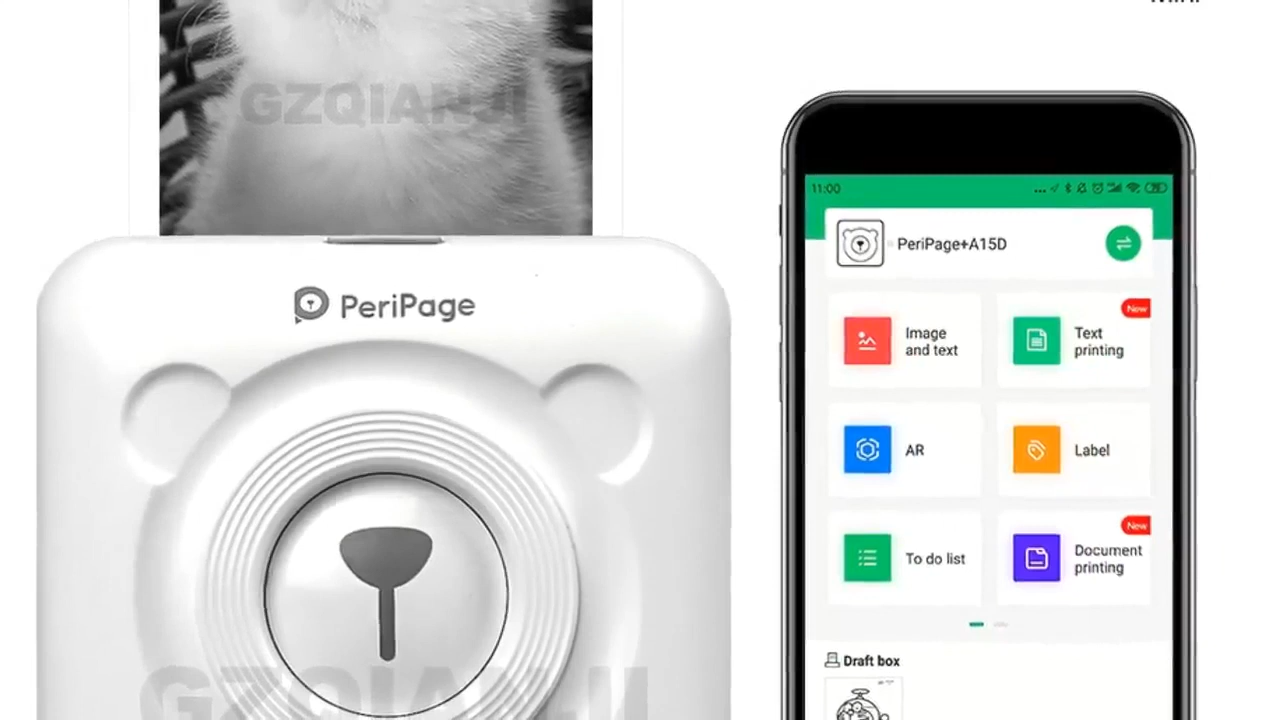 GZQIANJI
PeriPage
GZQIANJI
11:00
PeriPage+A15D
Image
and text
New
Text
printing
AR
Label
To do list
New
Document
printing
Draft box